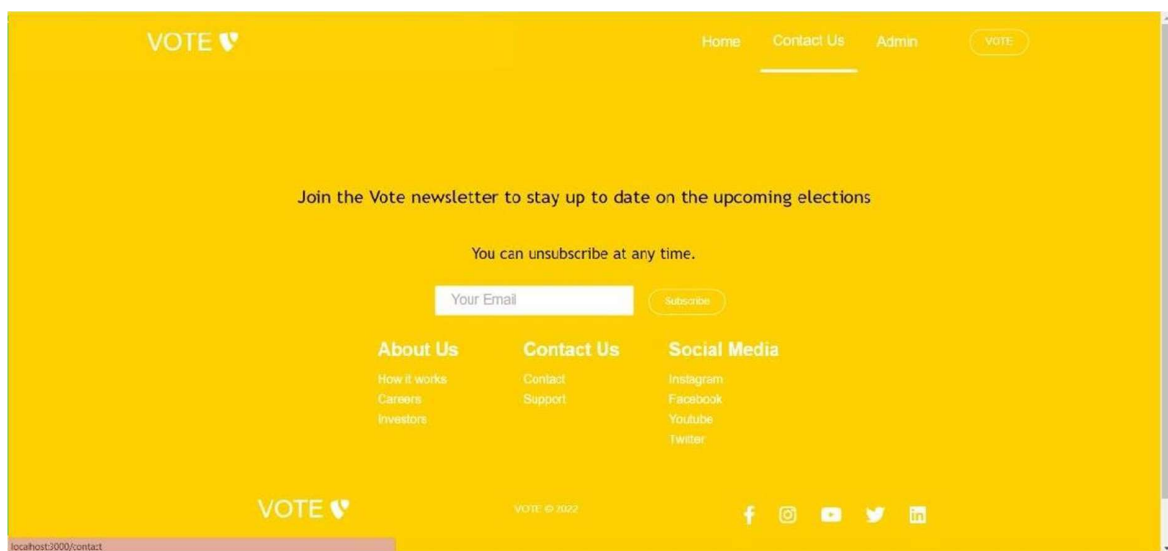 VOTE
Home Contact Us Admin VOTE
Join the Vote newsletter to stay up to date on the upcoming elections
You can unsubscribe at any time.
Your Email Subscribe
About Us Contact Us Social Media
How it works Contact Instagram
Careers Support Facebook
Investors Youtube
Twitter
VOTE VOTE © 2022
localhost:3000/contact